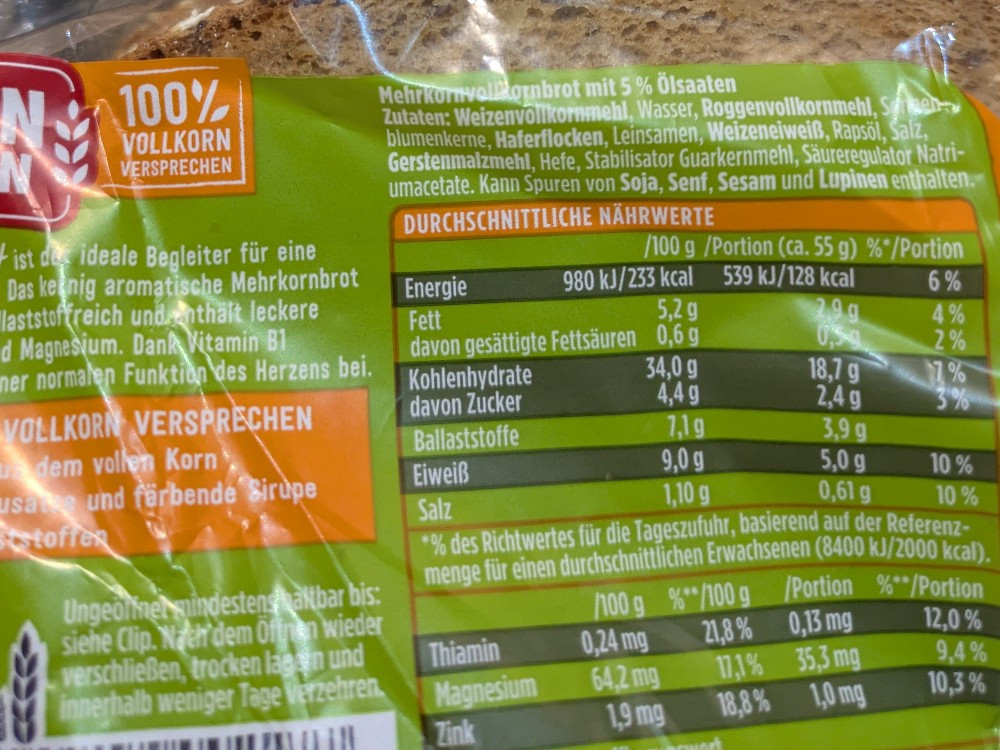 100%
VOLLKORN
VERSPRECHEN
N
N
ist ideale Begleiter für eine
Das aromatische Mehrkornbrot
und enthält leckere
Magnesium. Dank Vitamin B1
normalen Funktion des Herzens bei.
VOLLKORN VERSPRECHEN
dem vollen Korn
und färbende Sirupe
Ungeöffnet mindestens haltbar bis:
siehe Clip. Nach dem Öffnen wieder
verschließen, trocken lagern und
innerhalb weniger Tage verzehren.
Mehrkornvollkornbrot mit 5 % Ölsaaten
Zutaten: Weizenvollkornmehl, Wasser, Roggenvollkornmehl, Sonnen-
blumenkerne, Haferflocken, Leinsamen, Weizeneiweiß, Rapsöl, Salz,
Gerstenmalzmehl, Hefe, Stabilisator Guarkernmehl, Säureregulator Natri-
umacetate. Kann Spuren von Soja, Senf, Sesam und Lupinen enthalten.
DURCHSCHNITTLICHE NÄHRWERTE
/100 g /Portion (ca. 55 g) %*/Portion
Energie 980 kJ/233 kcal 539 kJ/128 kcal 6 %
Fett 5,2 g 2,9 g 4 %
davon gesättigte Fettsäuren 0,6 g 2 %
Kohlenhydrate 34,0 g 18,7 g 7 %
davon Zucker 4,4 g 2,4 g 3 %
Ballaststoffe 7,1 g 3,9 g
Eiweiß 9,0 g 5,0 g 10 %
Salz 1,10 g 0,61 g 10 %
*% des Richtwertes für die Tageszufuhr, basierend auf der Referenz-
menge für einen durchschnittlichen Erwachsenen (8400 kJ/2000 kcal).
/100 g %**/100 g /Portion %**/Portion
Thiamin 0,24 mg 21,8 % 0,13 mg 12,0 %
Magnesium 64,2 mg 17,1 % 35,3 mg 9,4 %
Zink 1,9 mg 18,8 % 1,0 mg 10,3 %